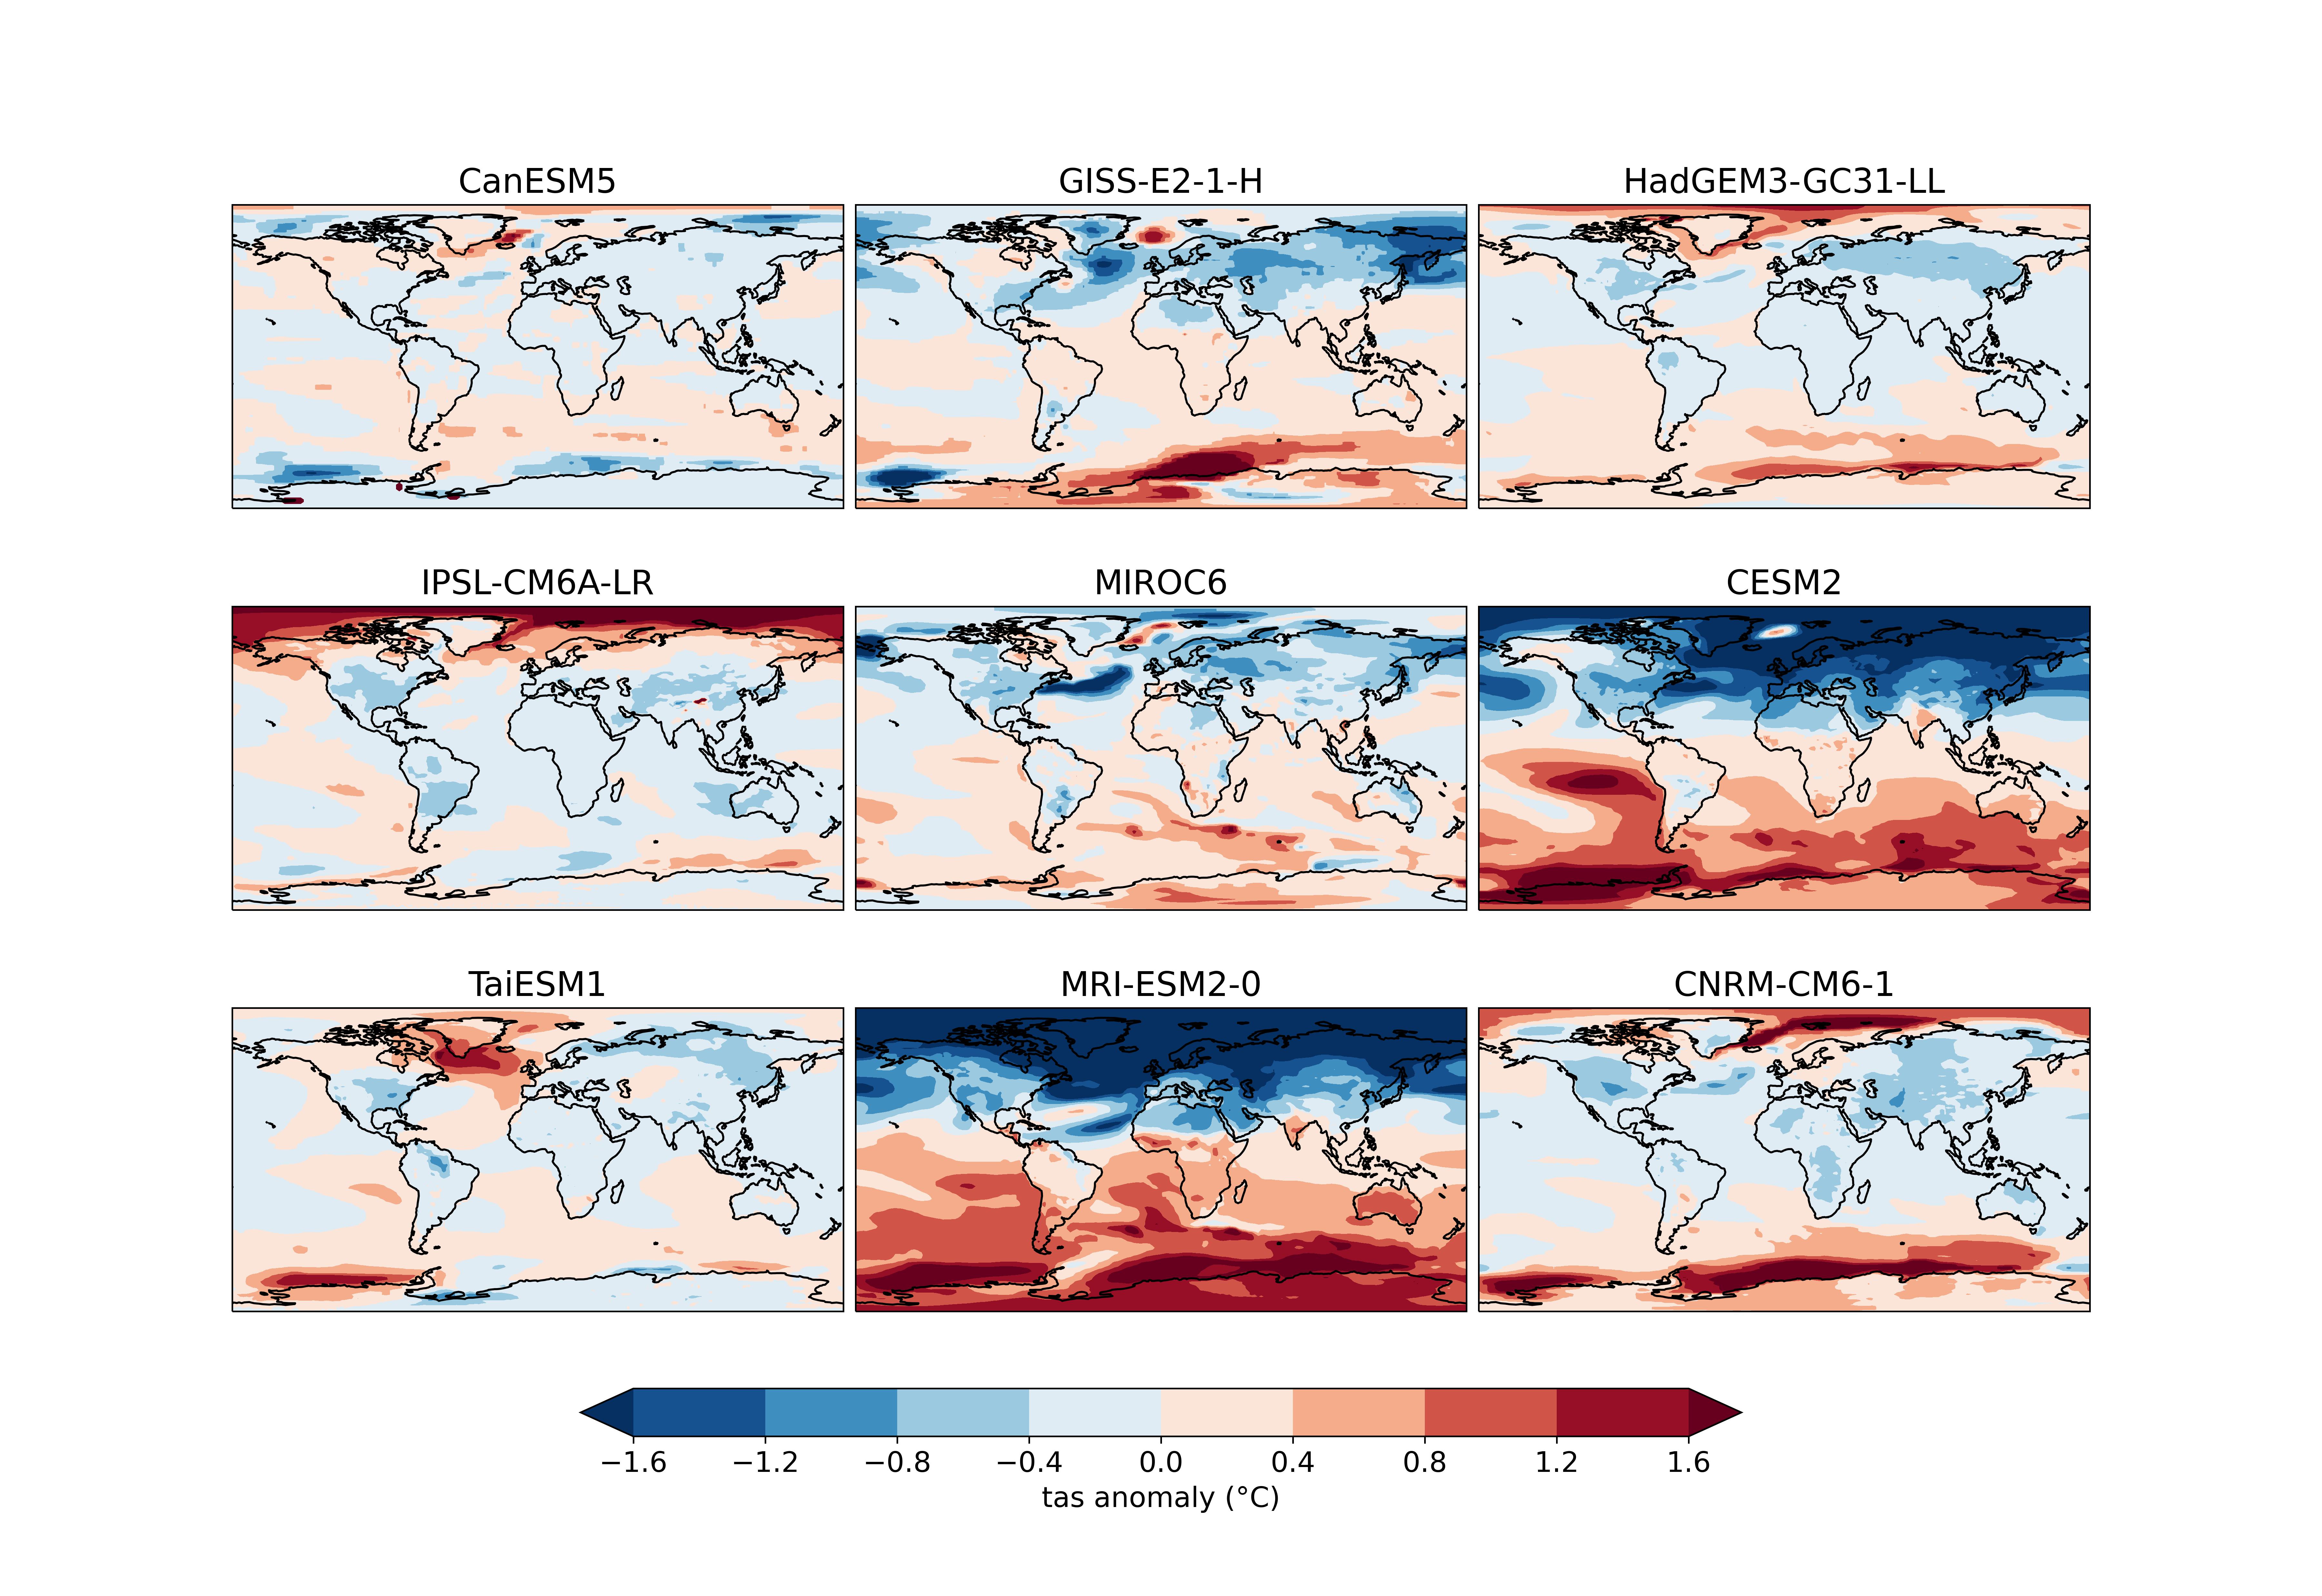 CanESM5 GISS-E2-1-H HadGEM3-GC31-LL
IPSL-CM6A-LR MIROC6 CESM2
TaiESM1 MRI-ESM2-0 CNRM-CM6-1
−1.6 −1.2 −0.8 −0.4 0.0 0.4 0.8 1.2 1.6
tas anomaly (°C)